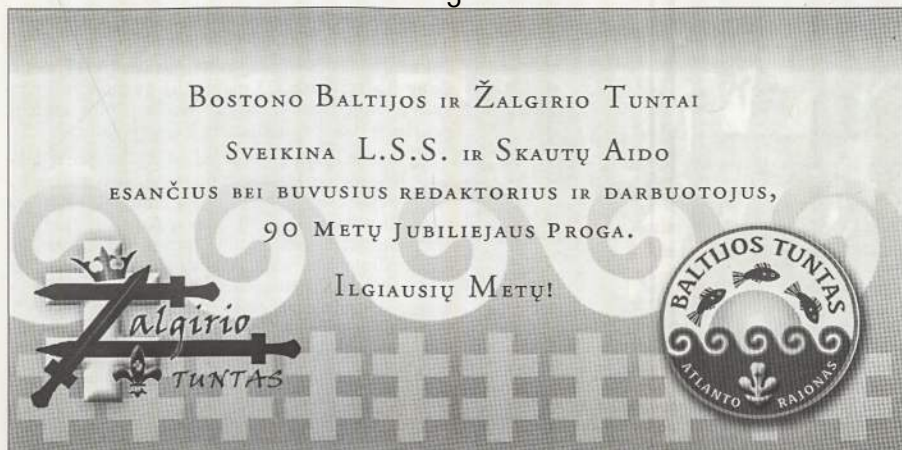 Bostono Baltijos ir Žalgirio Tuntai
Sveikina L.S.S. ir Skautų Aido
esančius bei buvusius redaktorius ir darbuotojus,
90 Metų Jubiliejaus Proga.
Ilgiausių Metų!
Žalgirio
TUNTAS
BALTIJOS TUNTAS
ATLANTO RAJONAS